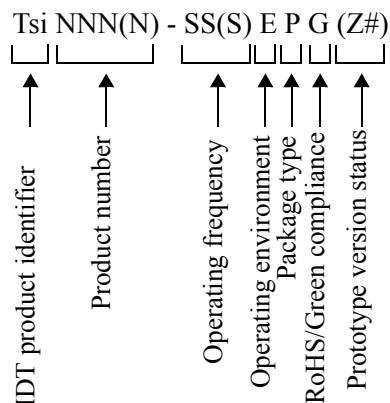 Tsi NNN(N) - SS(S) E P G (Z#)
IDT product identifier
Product number
Operating frequency
Operating environment
Package type
RoHS/Green compliance
Prototype version status